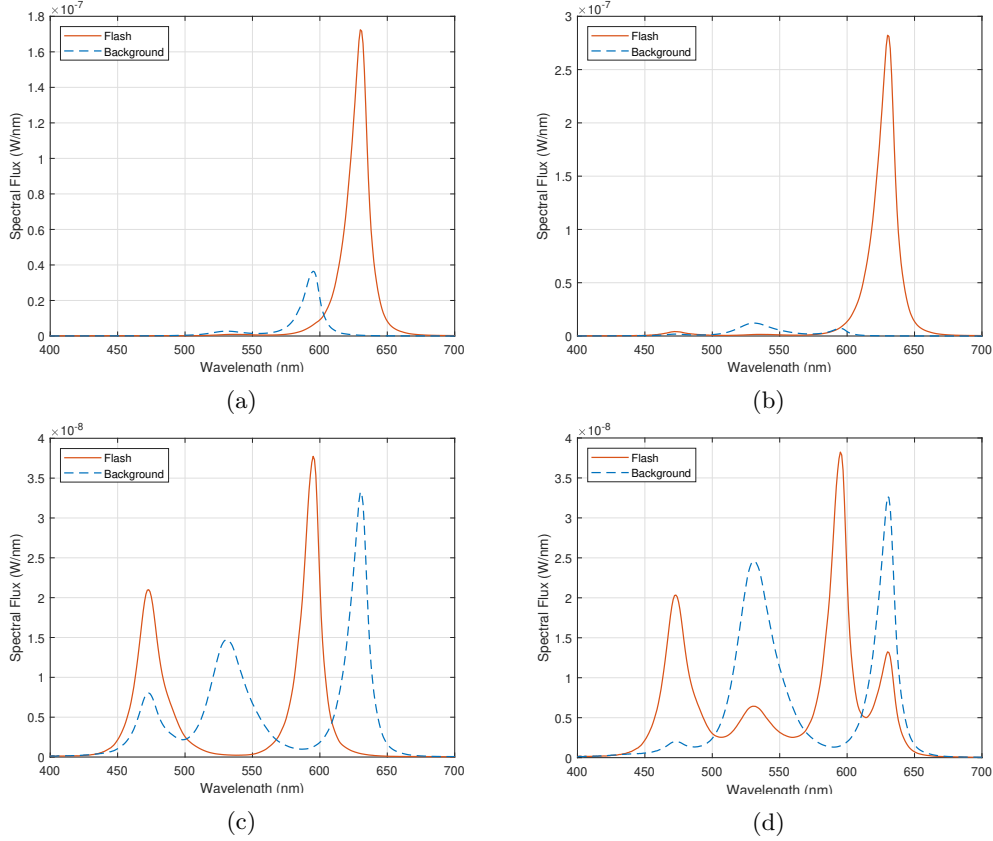 ×10⁻⁷
1.8
1.6
1.4
1.2
1
0.8
0.6
0.4
0.2
0
Spectral Flux (W/nm)
Flash
Background
400 450 500 550 600 650 700
Wavelength (nm)
(a)
×10⁻⁷
3
2.5
2
1.5
1
0.5
0
Spectral Flux (W/nm)
Flash
Background
400 450 500 550 600 650 700
Wavelength (nm)
(b)
×10⁻⁸
4
3.5
3
2.5
2
1.5
1
0.5
0
Spectral Flux (W/nm)
Flash
Background
400 450 500 550 600 650 700
Wavelength (nm)
(c)
×10⁻⁸
4
3.5
3
2.5
2
1.5
1
0.5
0
Spectral Flux (W/nm)
Flash
Background
400 450 500 550 600 650 700
Wavelength (nm)
(d)